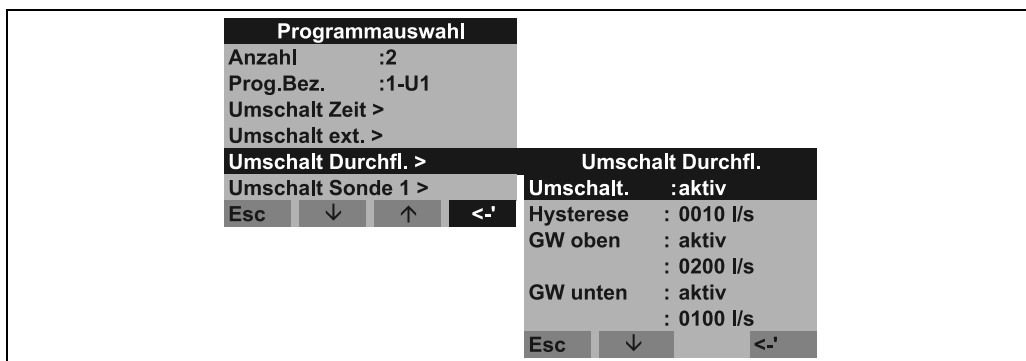 Programmauswahl
Anzahl :2
Prog.Bez. :1-U1
Umschalt Zeit >
Umschalt ext. >
Umschalt Durchfl. >
Umschalt Sonde 1 >
Esc ↓ ↑ <-'
Umschalt Durchfl.
Umschalt. :aktiv
Hysterese : 0010 l/s
GW oben : aktiv
: 0200 l/s
GW unten : aktiv
: 0100 l/s
Esc ↓ <-'